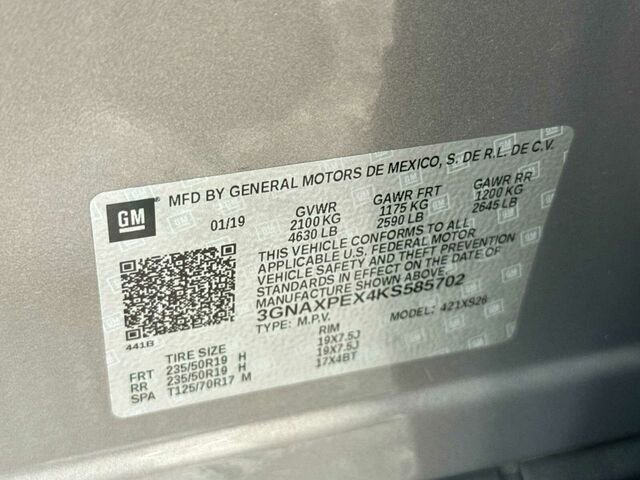 GM
MFD BY GENERAL MOTORS DE MEXICO, S. DE R.L. DE C.V.
01/19 GVWR GAWR FRT GAWR RR
2100 KG 1175 KG 1200 KG
4630 LB 2590 LB 2645 LB
THIS VEHICLE CONFORMS TO ALL
APPLICABLE U.S. FEDERAL MOTOR
VEHICLE SAFETY AND THEFT PREVENTION
STANDARDS IN EFFECT ON THE DATE OF
MANUFACTURE SHOWN ABOVE.
3GNAXPEX4KS585702
TYPE: M.P.V. MODEL: 421XS26
441B
TIRE SIZE RIM
FRT 235/50R19 H 19X7.5J
RR 235/50R19 H 19X7.5J
SPA T125/70R17 M 17X4BT